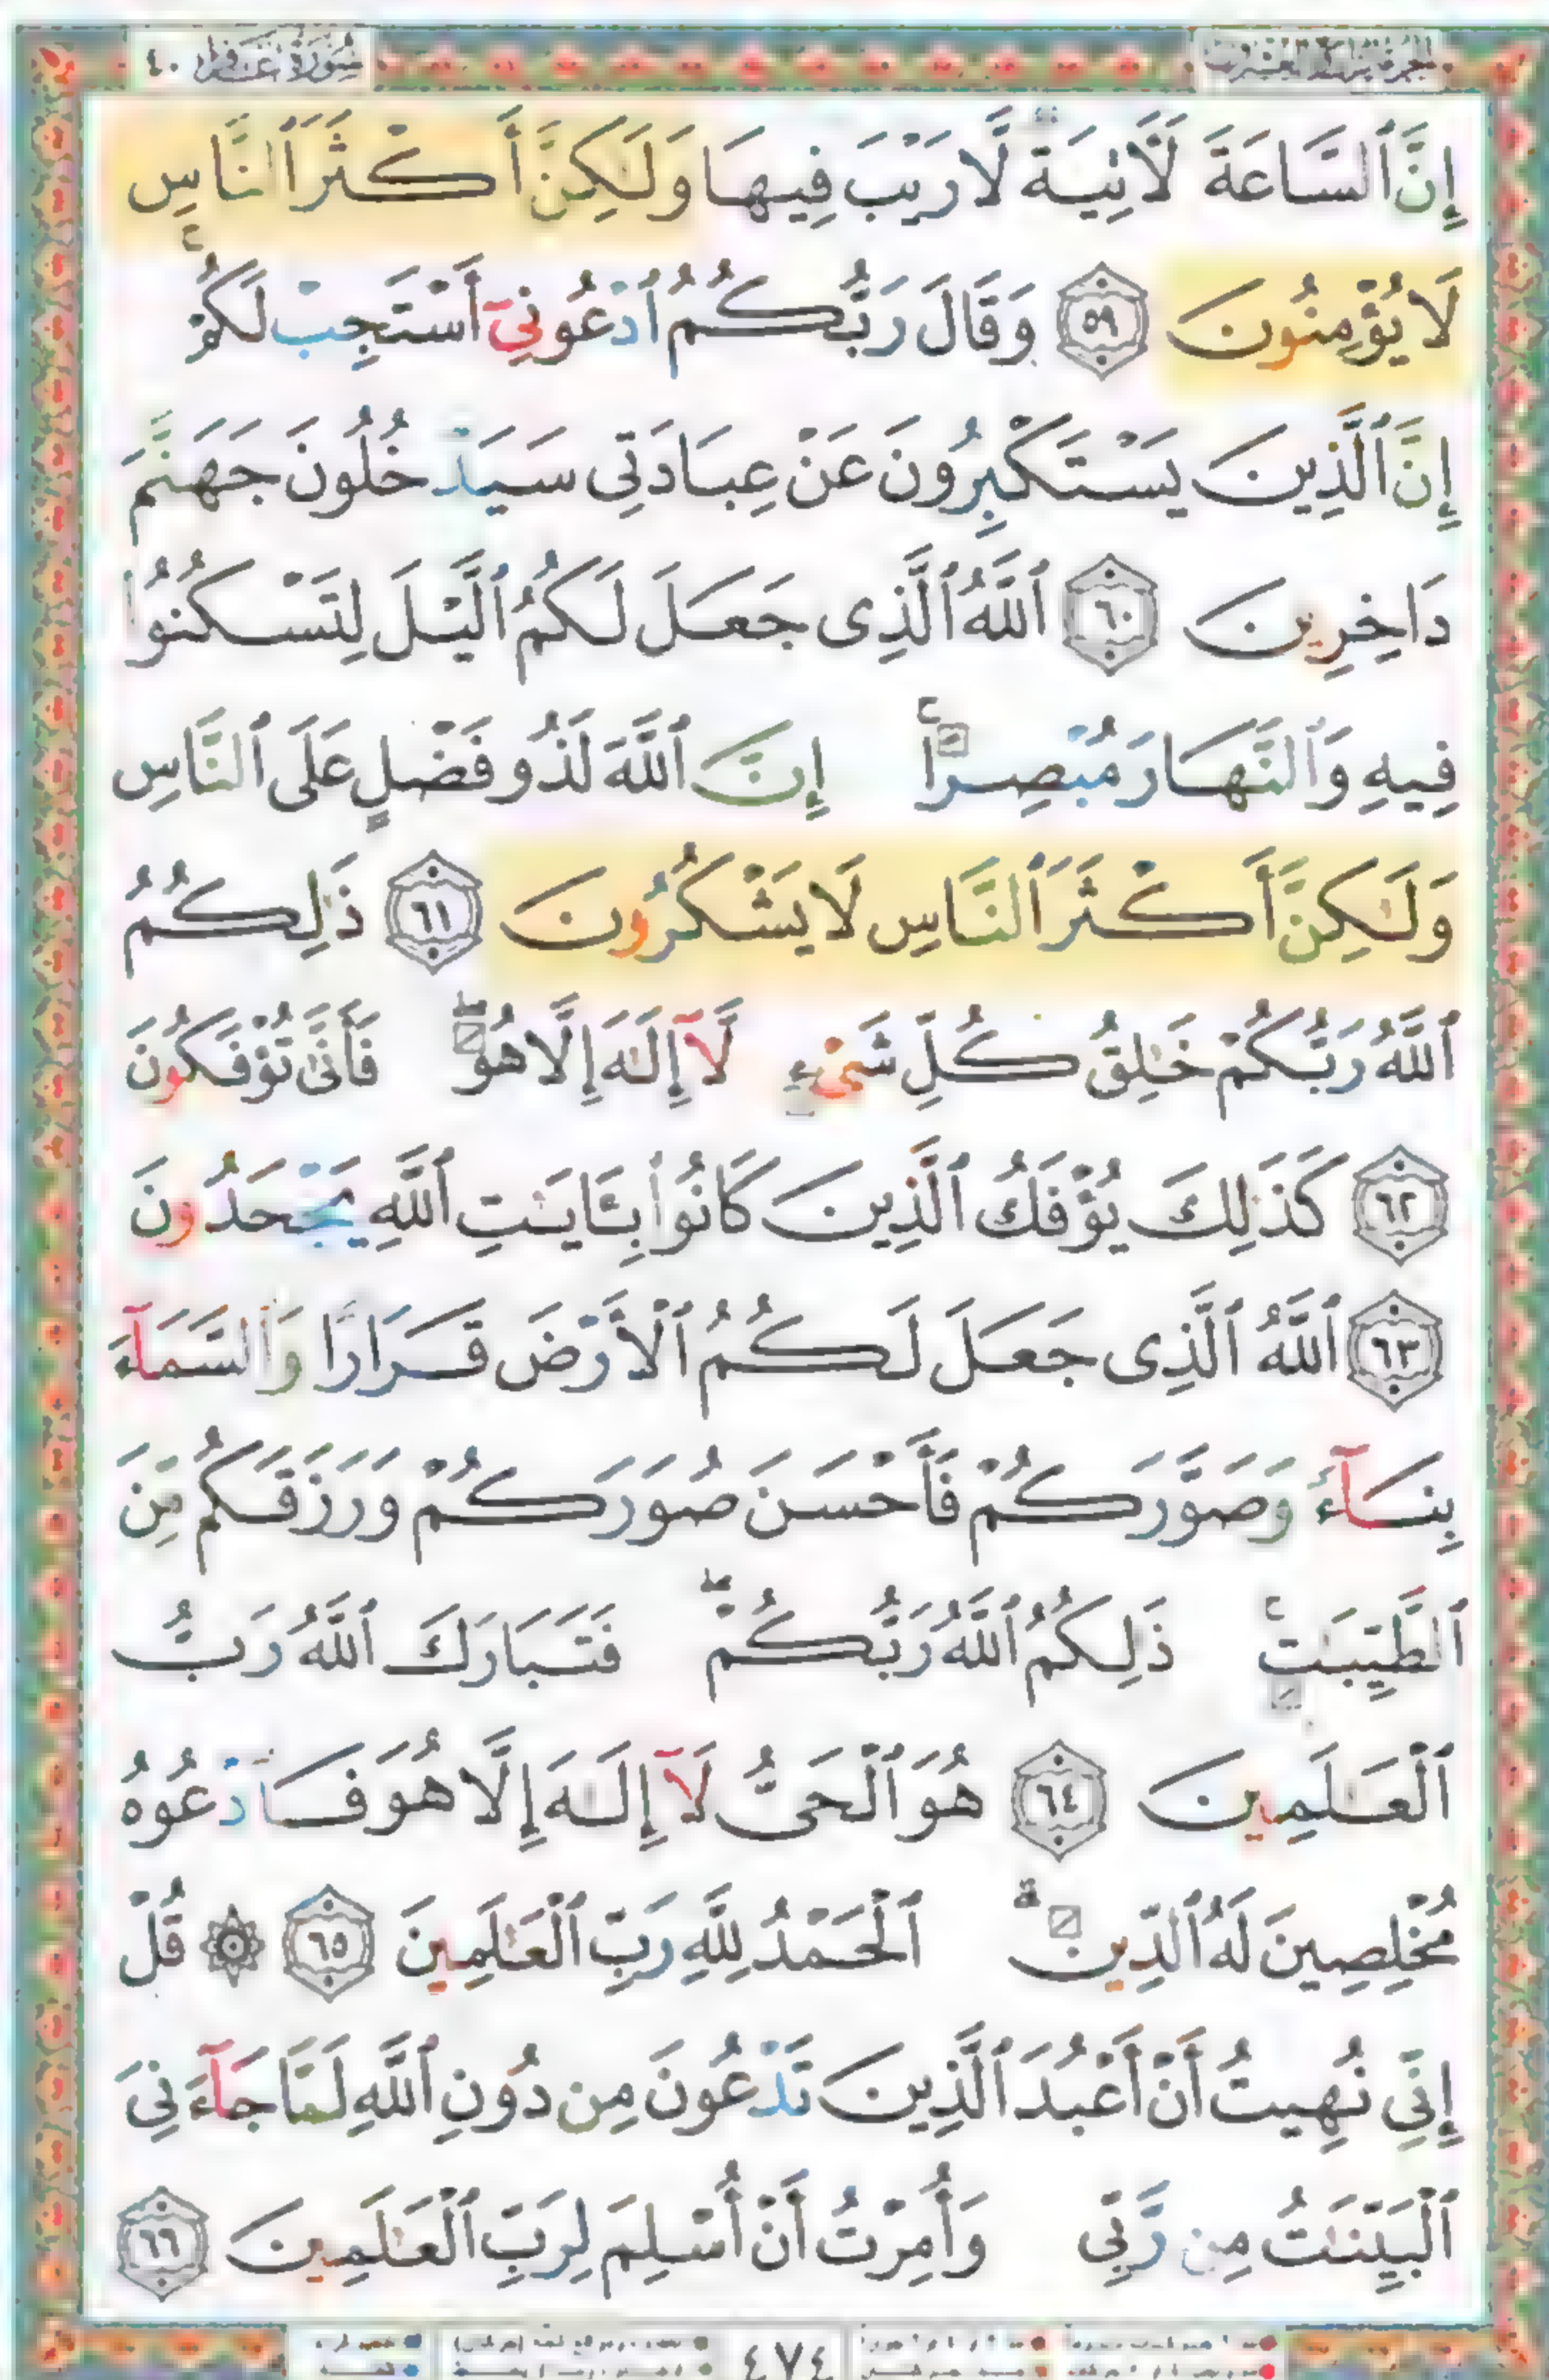 سُورَةُ غَافِرٍ ٤٠
إِنَّ ٱلسَّاعَةَ لَأٓتِيَةٌ لَّا رَيْبَ فِيهَا وَلَٰكِنَّ أَكْثَرَ ٱلنَّاسِ
لَا يُؤْمِنُونَ ٥٩ وَقَالَ رَبُّكُمُ ٱدْعُونِىٓ أَسْتَجِبْ لَكُمْ ۚ
إِنَّ ٱلَّذِينَ يَسْتَكْبِرُونَ عَنْ عِبَادَتِى سَيَدْخُلُونَ جَهَنَّمَ
دَاخِرِينَ ٦٠ ٱللَّهُ ٱلَّذِى جَعَلَ لَكُمُ ٱلَّيْلَ لِتَسْكُنُوا۟
فِيهِ وَٱلنَّهَارَ مُبْصِرًا ۚ إِنَّ ٱللَّهَ لَذُو فَضْلٍ عَلَى ٱلنَّاسِ
وَلَٰكِنَّ أَكْثَرَ ٱلنَّاسِ لَا يَشْكُرُونَ ٦١ ذَٰلِكُمُ
ٱللَّهُ رَبُّكُمْ خَٰلِقُ كُلِّ شَىْءٍ لَّآ إِلَٰهَ إِلَّا هُوَ ۖ فَأَنَّىٰ تُؤْفَكُونَ
٦٢ كَذَٰلِكَ يُؤْفَكُ ٱلَّذِينَ كَانُوا۟ بِـَٔايَٰتِ ٱللَّهِ يَجْحَدُونَ
٦٣ ٱللَّهُ ٱلَّذِى جَعَلَ لَكُمُ ٱلْأَرْضَ قَرَارًا وَٱلسَّمَآءَ
بِنَآءً وَصَوَّرَكُمْ فَأَحْسَنَ صُوَرَكُمْ وَرَزَقَكُم مِّنَ
ٱلطَّيِّبَٰتِ ۚ ذَٰلِكُمُ ٱللَّهُ رَبُّكُمْ ۖ فَتَبَارَكَ ٱللَّهُ رَبُّ
ٱلْعَٰلَمِينَ ٦٤ هُوَ ٱلْحَىُّ لَآ إِلَٰهَ إِلَّا هُوَ فَٱدْعُوهُ
مُخْلِصِينَ لَهُ ٱلدِّينَ ۗ ٱلْحَمْدُ لِلَّهِ رَبِّ ٱلْعَٰلَمِينَ ٦٥ ۞ قُلْ
إِنِّى نُهِيتُ أَنْ أَعْبُدَ ٱلَّذِينَ تَدْعُونَ مِن دُونِ ٱللَّهِ لَمَّا جَآءَنِىَ
ٱلْبَيِّنَٰتُ مِن رَّبِّى وَأُمِرْتُ أَنْ أُسْلِمَ لِرَبِّ ٱلْعَٰلَمِينَ ٦٦
٤٧٤